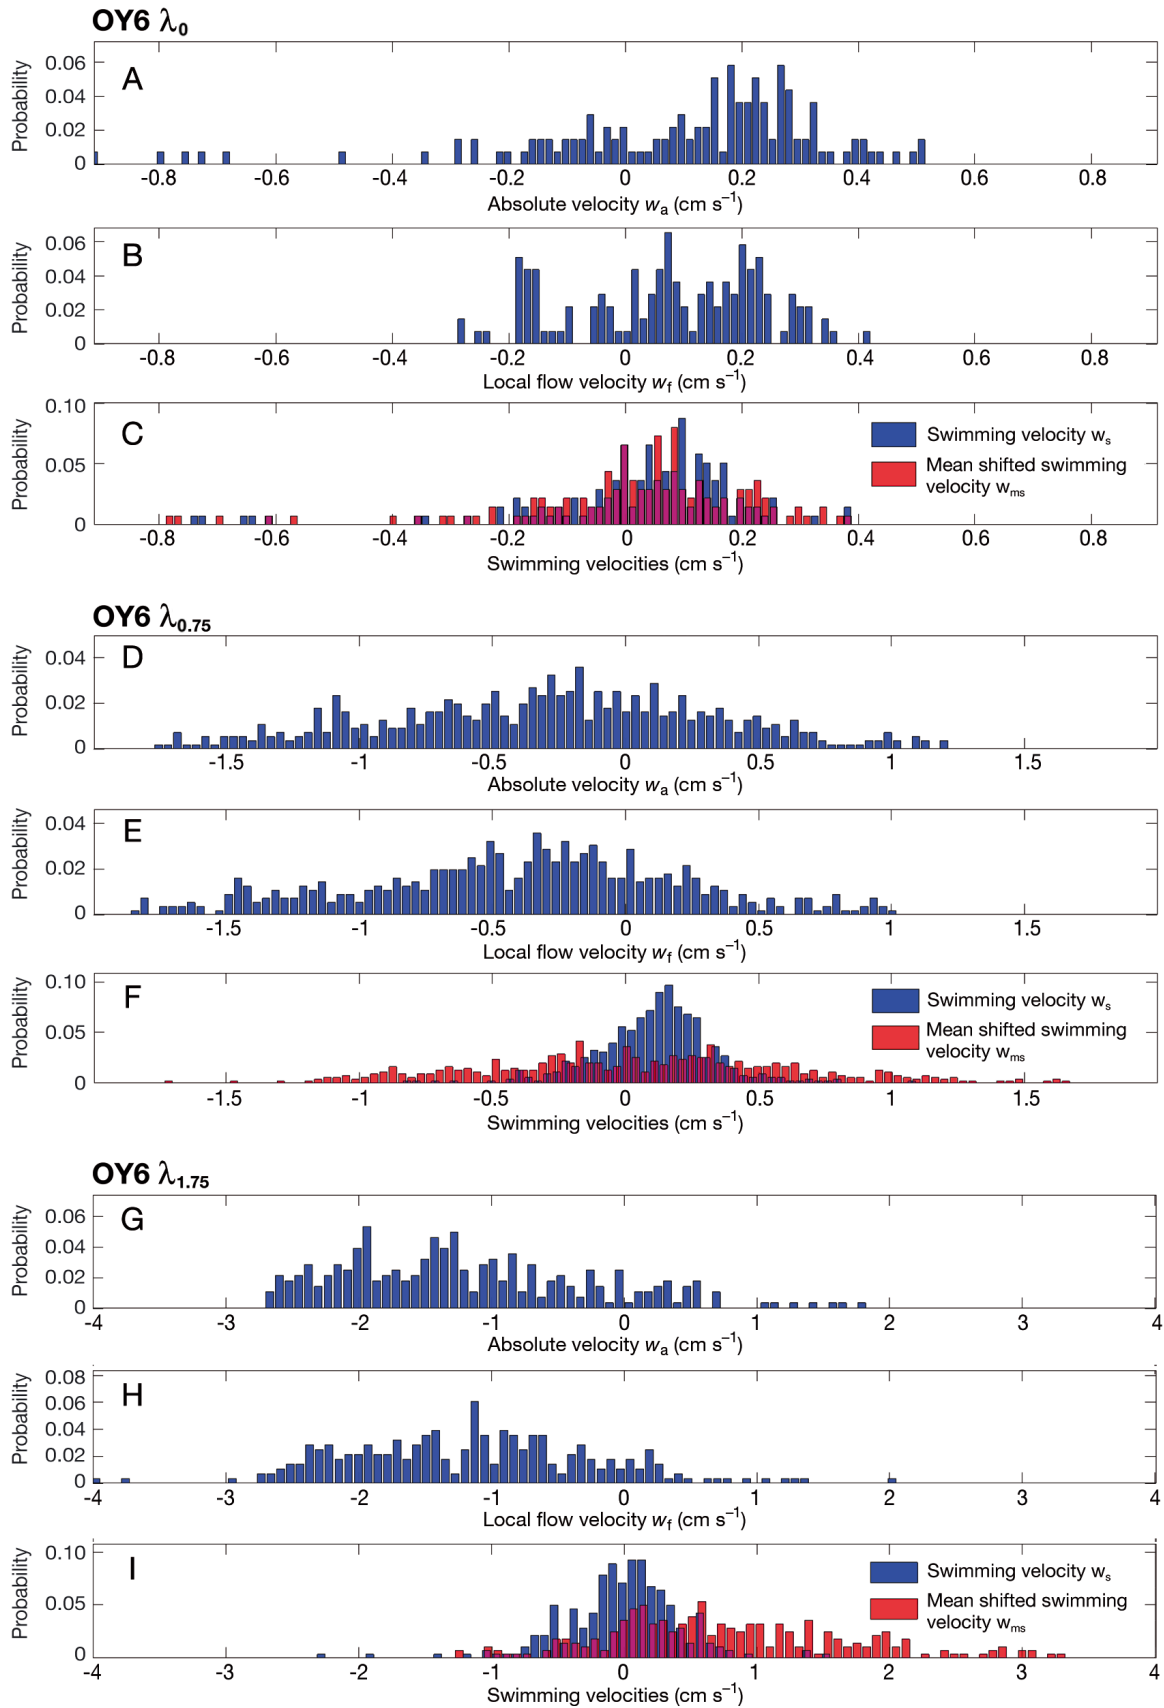 OY6 λ0
Probability
0.06
0.04
0.02
0
A
-0.8 -0.6 -0.4 -0.2 0 0.2 0.4 0.6 0.8
Absolute velocity wa (cm s–1)
Probability
0.06
0.04
0.02
0
B
-0.8 -0.6 -0.4 -0.2 0 0.2 0.4 0.6 0.8
Local flow velocity wf (cm s–1)
Probability
0.10
0.05
0
C
Swimming velocity ws
Mean shifted swimming
velocity wms
-0.8 -0.6 -0.4 -0.2 0 0.2 0.4 0.6 0.8
Swimming velocities (cm s–1)
OY6 λ0.75
Probability
0.04
0.02
0
D
-1.5 -1 -0.5 0 0.5 1 1.5
Absolute velocity wa (cm s–1)
Probability
0.04
0.02
0
E
-1.5 -1 -0.5 0 0.5 1 1.5
Local flow velocity wf (cm s–1)
Probability
0.10
0.05
0
F
Swimming velocity ws
Mean shifted swimming
velocity wms
-1.5 -1 -0.5 0 0.5 1 1.5
Swimming velocities (cm s–1)
OY6 λ1.75
Probability
0.06
0.04
0.02
0
G
-4 -3 -2 -1 0 1 2 3 4
Absolute velocity wa (cm s–1)
Probability
0.08
0.06
0.04
0.02
0
H
-4 -3 -2 -1 0 1 2 3 4
Local flow velocity wf (cm s–1)
Probability
0.10
0.05
0
I
Swimming velocity ws
Mean shifted swimming
velocity wms
-4 -3 -2 -1 0 1 2 3 4
Swimming velocities (cm s–1)